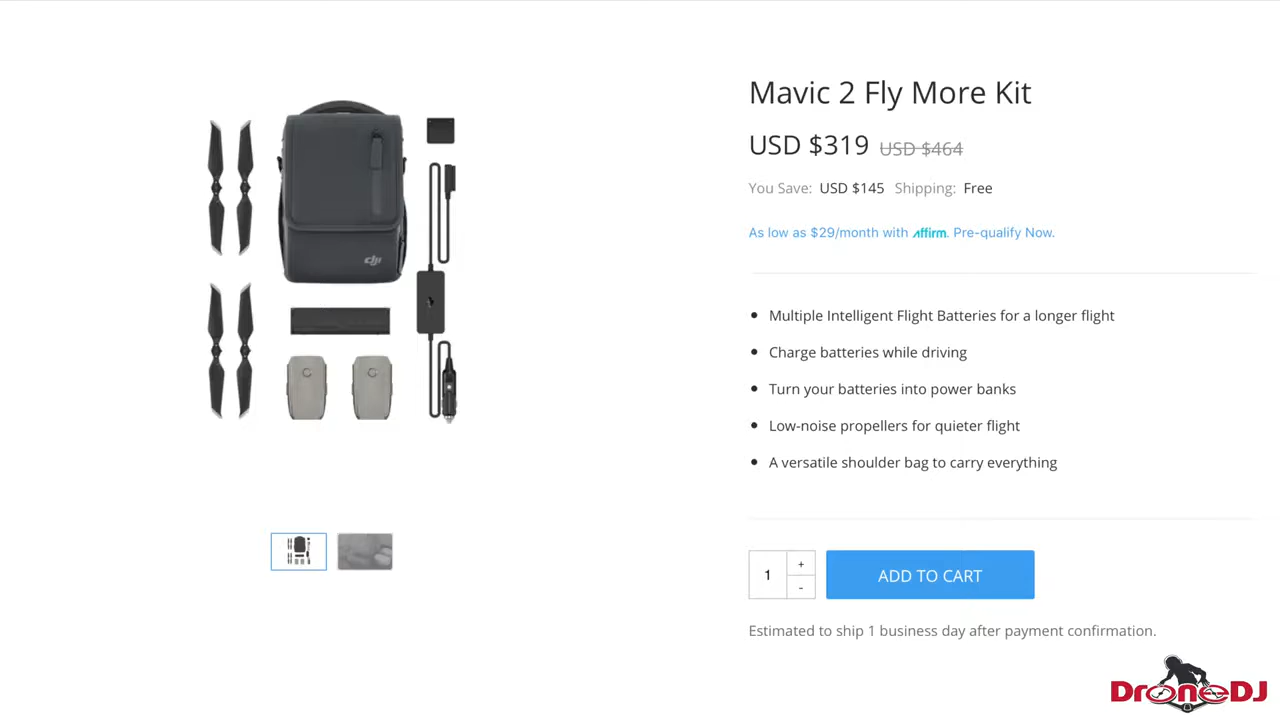 Mavic 2 Fly More Kit
USD $319 USD $464
You Save: USD $145 Shipping: Free
As low as $29/month with affirm. Pre-qualify Now.
Multiple Intelligent Flight Batteries for a longer flight
Charge batteries while driving
Turn your batteries into power banks
Low-noise propellers for quieter flight
A versatile shoulder bag to carry everything
dji
1
+
-
ADD TO CART
Estimated to ship 1 business day after payment confirmation.
DroneDJ